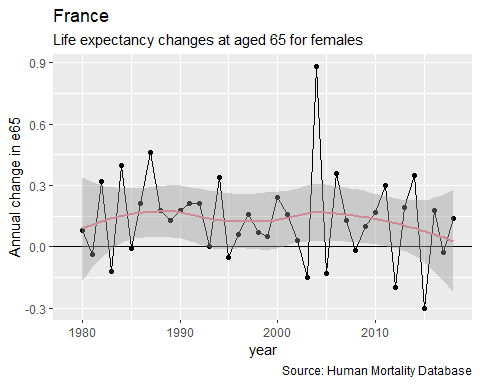 France
Life expectancy changes at aged 65 for females
Annual change in e65
0.9
0.6
0.3
0.0
-0.3
1980 1990 2000 2010
year
Source: Human Mortality Database